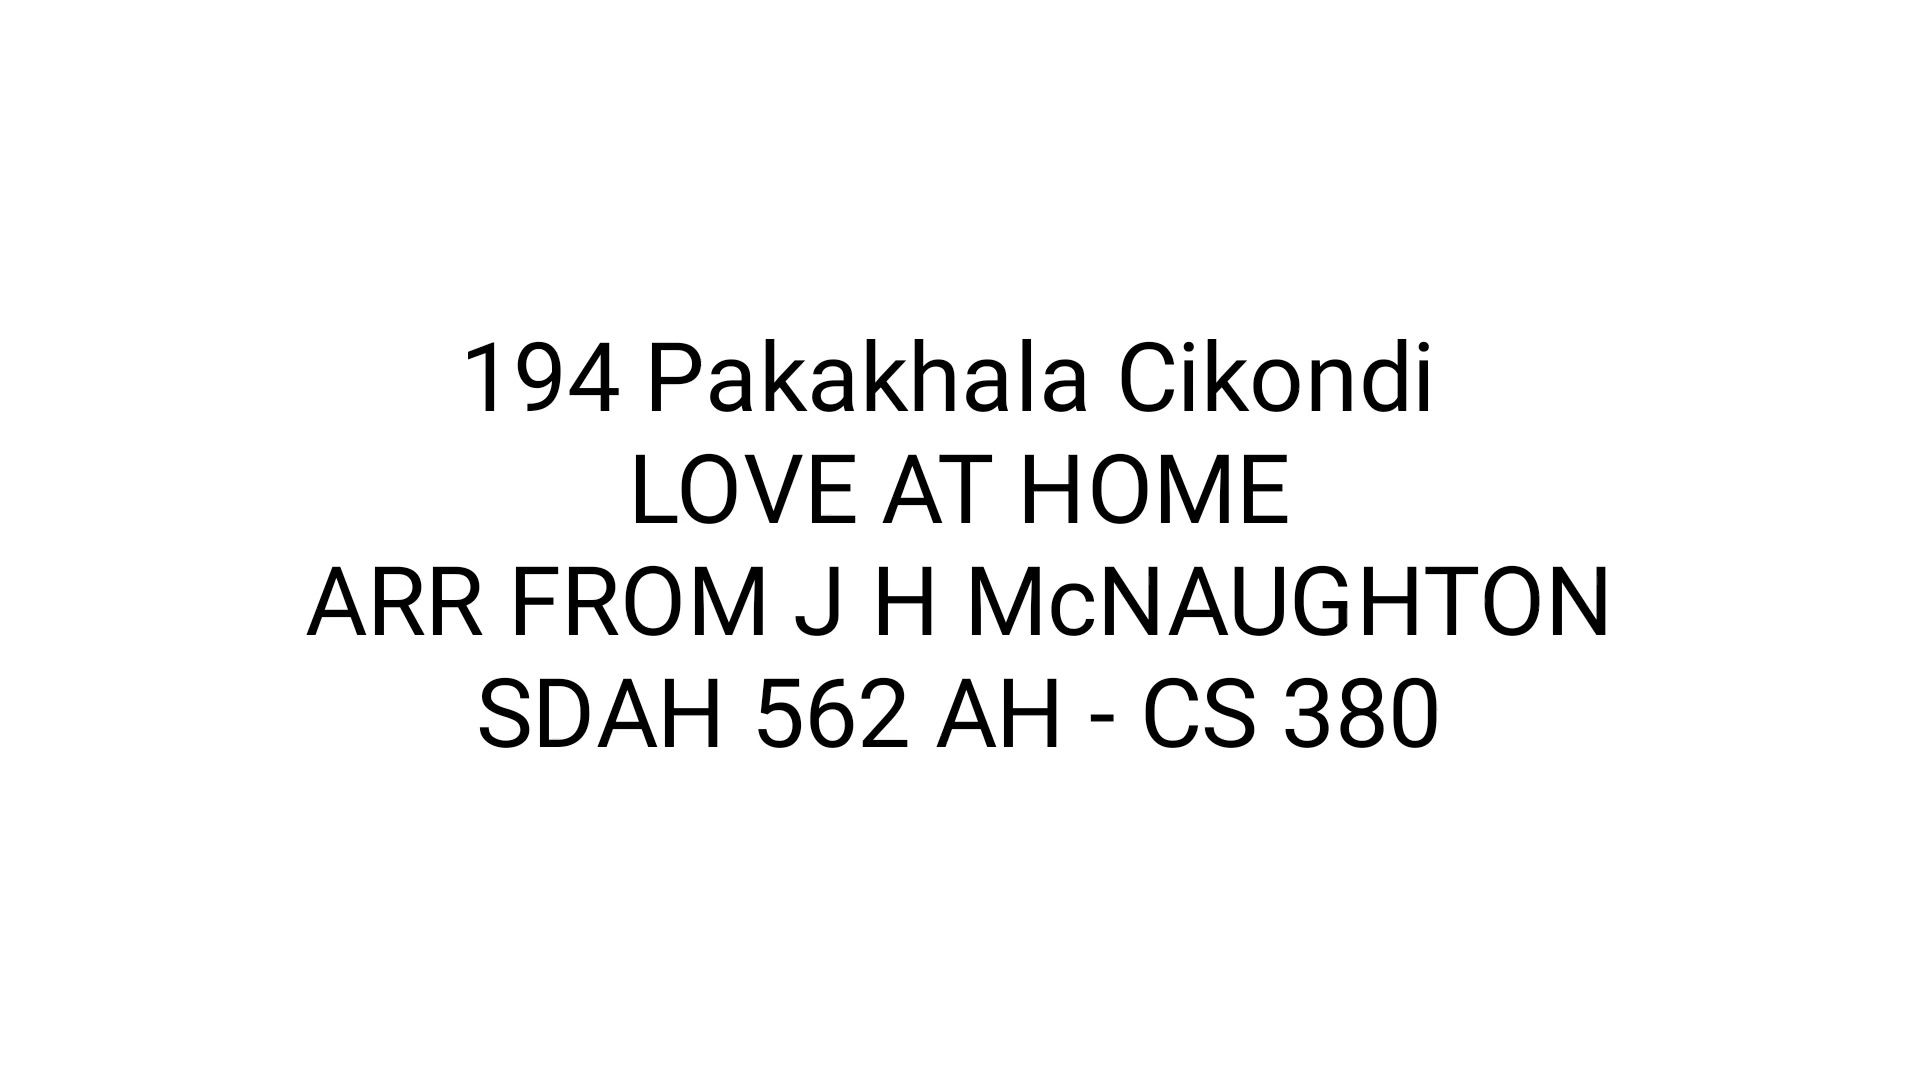 194 Pakakhala Cikondi
LOVE AT HOME
ARR FROM J H McNAUGHTON
SDAH 562 AH - CS 380